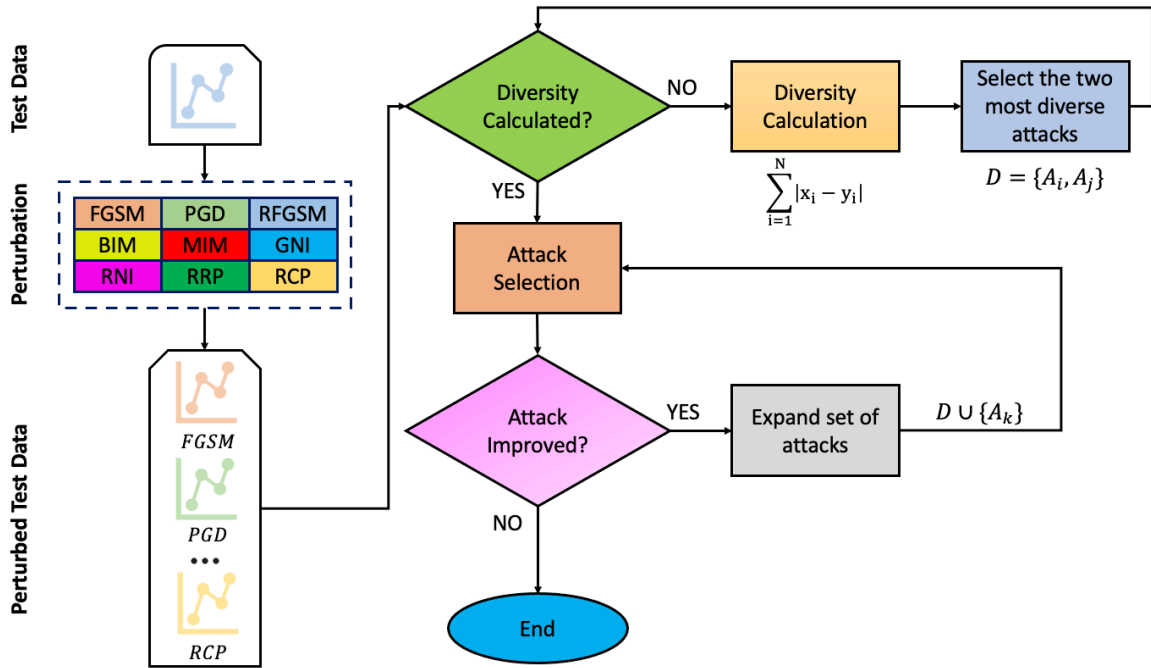 Test Data
Perturbation
FGSM PGD RFGSM
BIM MIM GNI
RNI RRP RCP
Perturbed Test Data
FGSM
PGD
•••
RCP
Diversity
Calculated?
NO
Diversity
Calculation
N
∑|xᵢ − yᵢ|
i=1
Select the two
most diverse
attacks
D = {Aᵢ, Aⱼ}
YES
Attack
Selection
Attack
Improved?
YES
Expand set of
attacks
D ∪ {Aₖ}
NO
End